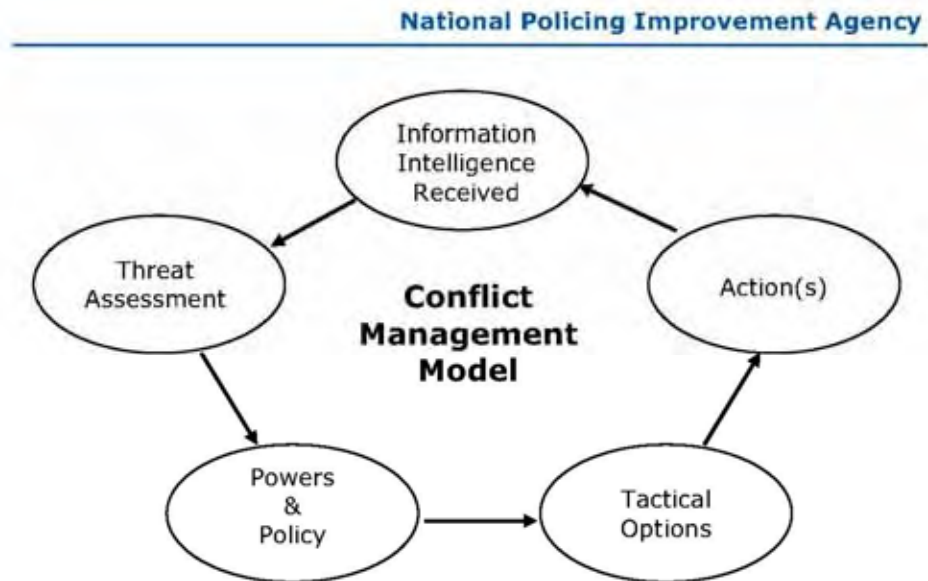 National Policing Improvement Agency
Information
Intelligence
Received
Threat
Assessment
Action(s)
Conflict
Management
Model
Powers
&
Policy
Tactical
Options